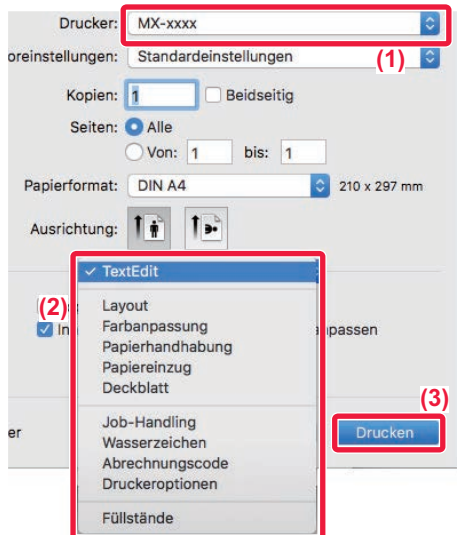 Drucker: MX-xxxx
oreinstellungen: Standardeinstellungen
(1)
Kopien: 1 Beidseitig
Seiten: Alle
Von: 1 bis: 1
Papierformat: DIN A4 210 x 297 mm
Ausrichtung:
✓ TextEdit
(2)
Layout
In anpassen
Farbanpassung
Papierhandhabung
Papiereinzug
Deckblatt
(3)
Job-Handling
er Drucken
Wasserzeichen
Abrechnungscode
Druckeroptionen
Füllstände